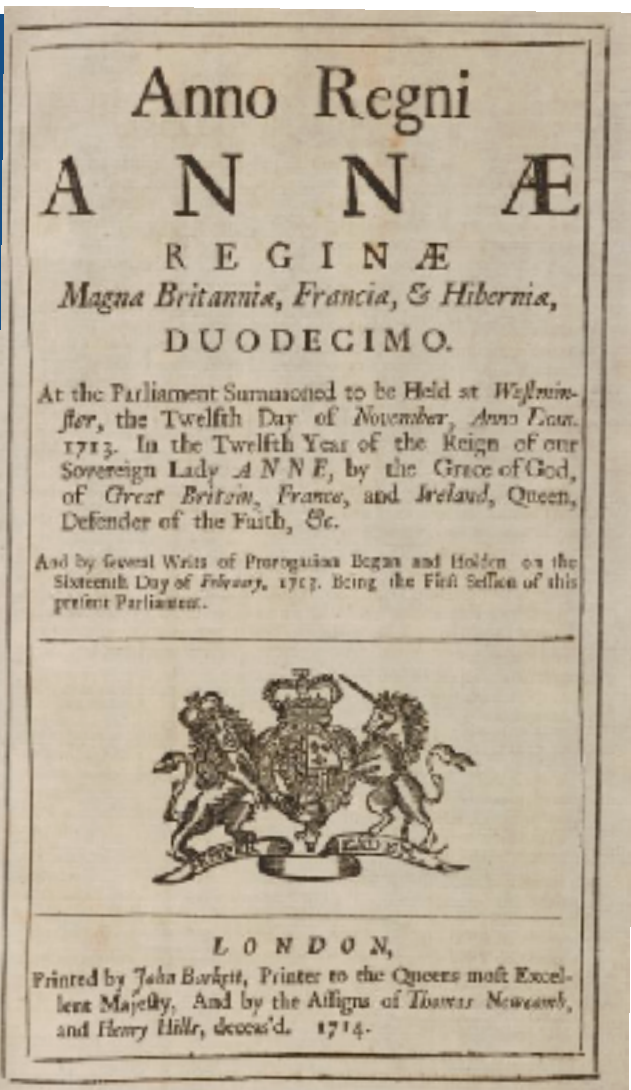 Anno Regni
ANNÆ
REGINÆ
Magnæ Britanniæ, Franciæ, & Hiberniæ,
DUODECIMO.
At the Parliament Summoned to be Held at Weſtmin-
ſter, the Twelfth Day of November, Anno Dom.
1713. In the Twelfth Year of the Reign of our
Sovereign Lady ANNE, by the Grace of God,
of Great Britain, France, and Ireland, Queen,
Defender of the Faith, &c.
And by ſeveral Writs of Prorogation Began and Holden on the
Sixteenth Day of February, 1713. Being the Firſt Seſſion of this
preſent Parliament.
SEMPER EADEM
LONDON,
Printed by John Baskett, Printer to the Queens moſt Excel-
lent Majeſty, And by the Aſſigns of Thomas Newcomb,
and Henry Hills, deceas'd. 1714.